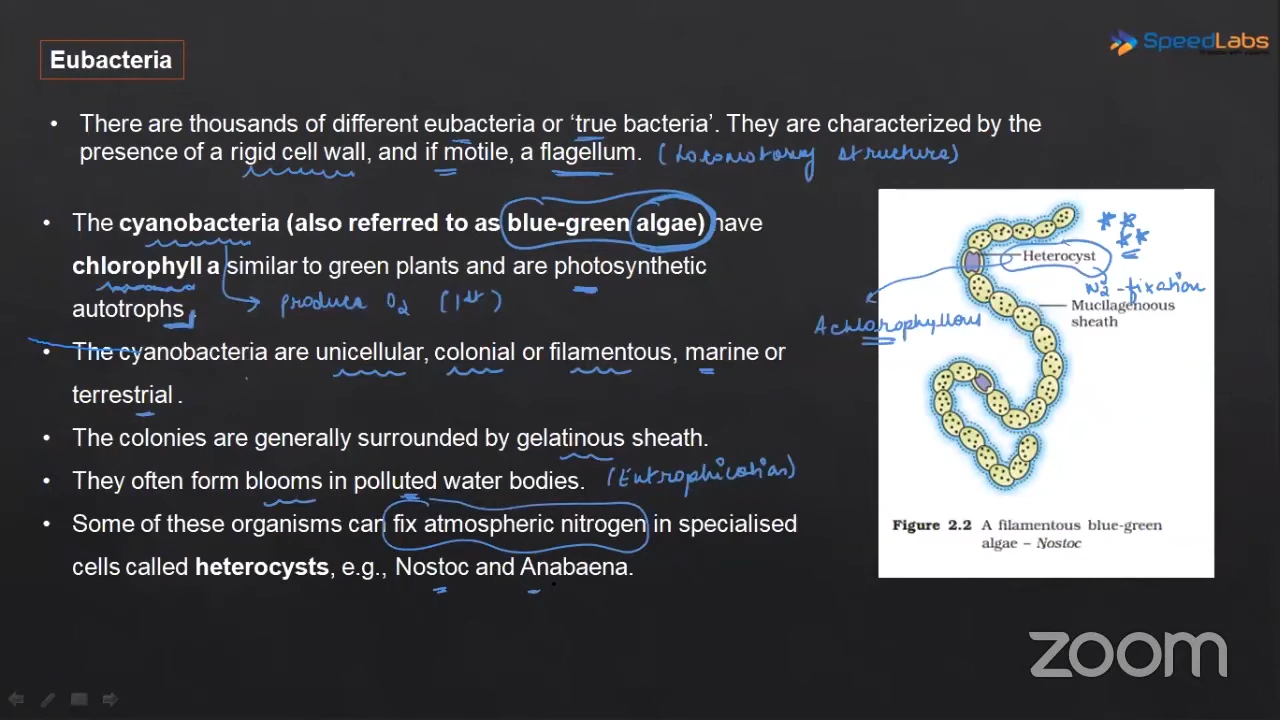 SpeedLabs
Eubacteria
• There are thousands of different eubacteria or ‘true bacteria’. They are characterized by the
presence of a rigid cell wall, and if motile, a flagellum. (Locomotory structure)
• The cyanobacteria (also referred to as blue-green algae) have
chlorophyll a similar to green plants and are photosynthetic
autotrophs.
produce O2 (1st)
• The cyanobacteria are unicellular, colonial or filamentous, marine or
terrestrial .
• The colonies are generally surrounded by gelatinous sheath.
• They often form blooms in polluted water bodies. (Eutrophication)
• Some of these organisms can fix atmospheric nitrogen in specialised
cells called heterocysts, e.g., Nostoc and Anabaena.
Heterocyst
N2-fixation
Mucilagenous
sheath
Achlorophyllous
Figure 2.2 A filamentous blue-green
algae – Nostoc
zoom